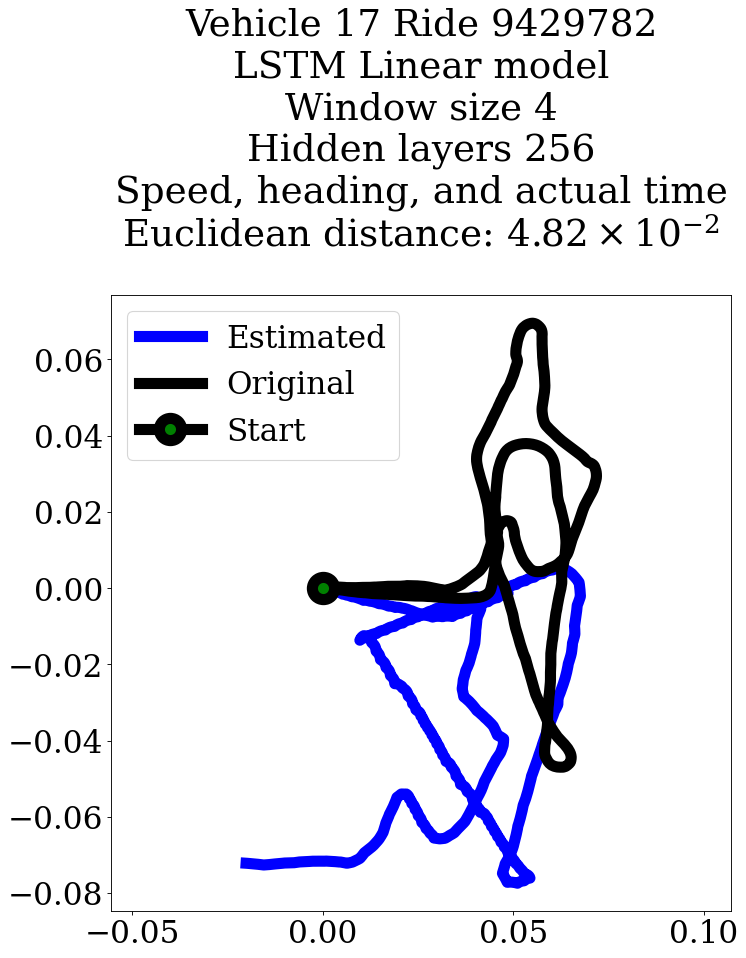 Vehicle 17 Ride 9429782
LSTM Linear model
Window size 4
Hidden layers 256
Speed, heading, and actual time
Euclidean distance: 4.82 × 10⁻²
Estimated
Original
Start
0.06
0.04
0.02
0.00
−0.02
−0.04
−0.06
−0.08
−0.05
0.00
0.05
0.10